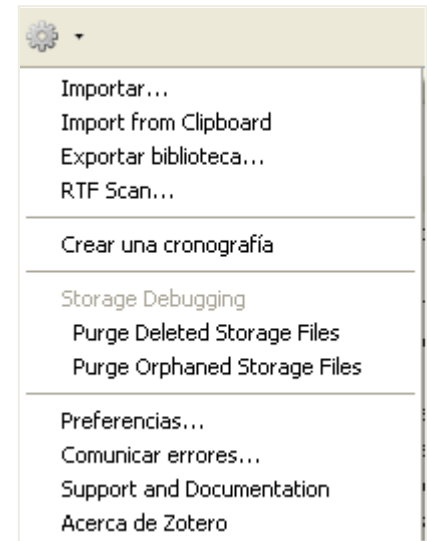 Importar...
Import from Clipboard
Exportar biblioteca...
RTF Scan...
Crear una cronografía
Storage Debugging
Purge Deleted Storage Files
Purge Orphaned Storage Files
Preferencias...
Comunicar errores...
Support and Documentation
Acerca de Zotero